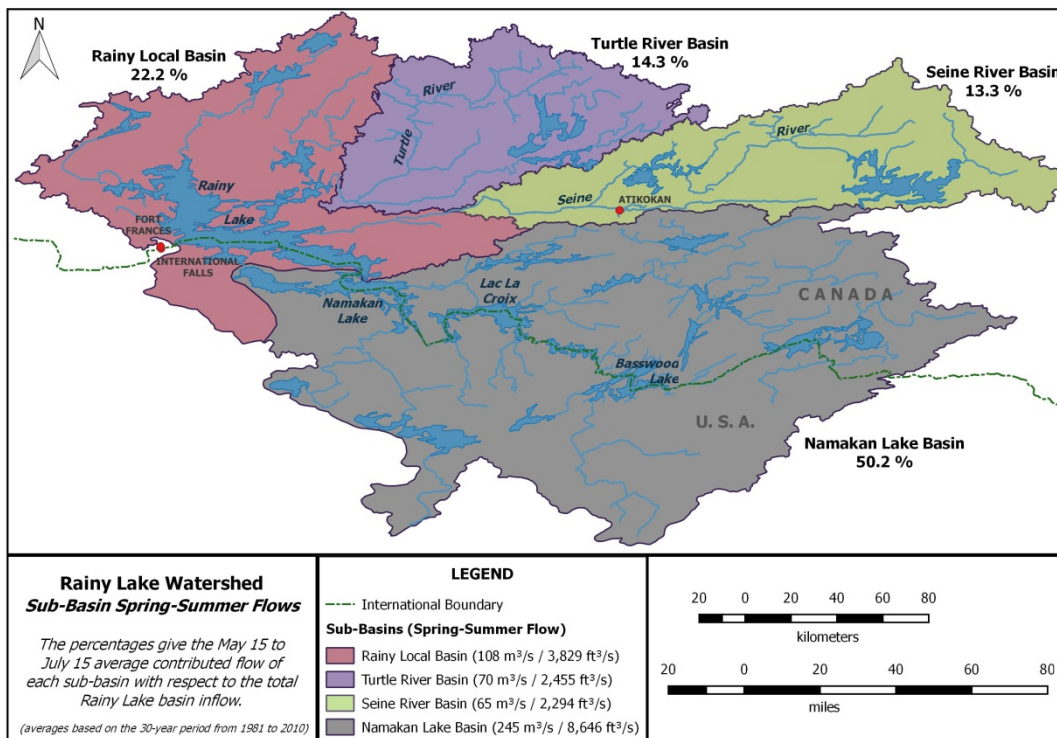 N
Rainy Local Basin
22.2 %
Turtle River Basin
14.3 %
Seine River Basin
13.3 %
River
Turtle
River
Rainy
Lake
Seine
ATIKOKAN
FORT
FRANCES
INTERNATIONAL
FALLS
Namakan
Lake
Lac La
Croix
CANADA
Basswood
Lake
U. S. A.
Namakan Lake Basin
50.2 %
Rainy Lake Watershed
Sub-Basin Spring-Summer Flows
The percentages give the May 15 to
July 15 average contributed flow of
each sub-basin with respect to the total
Rainy Lake basin inflow.
(averages based on the 30-year period from 1981 to 2010)
LEGEND
International Boundary
Sub-Basins (Spring-Summer Flow)
Rainy Local Basin (108 m³/s / 3,829 ft³/s)
Turtle River Basin (70 m³/s / 2,455 ft³/s)
Seine River Basin (65 m³/s / 2,294 ft³/s)
Namakan Lake Basin (245 m³/s / 8,646 ft³/s)
20 0 20 40 60 80
kilometers
20 0 20 40 60 80
miles